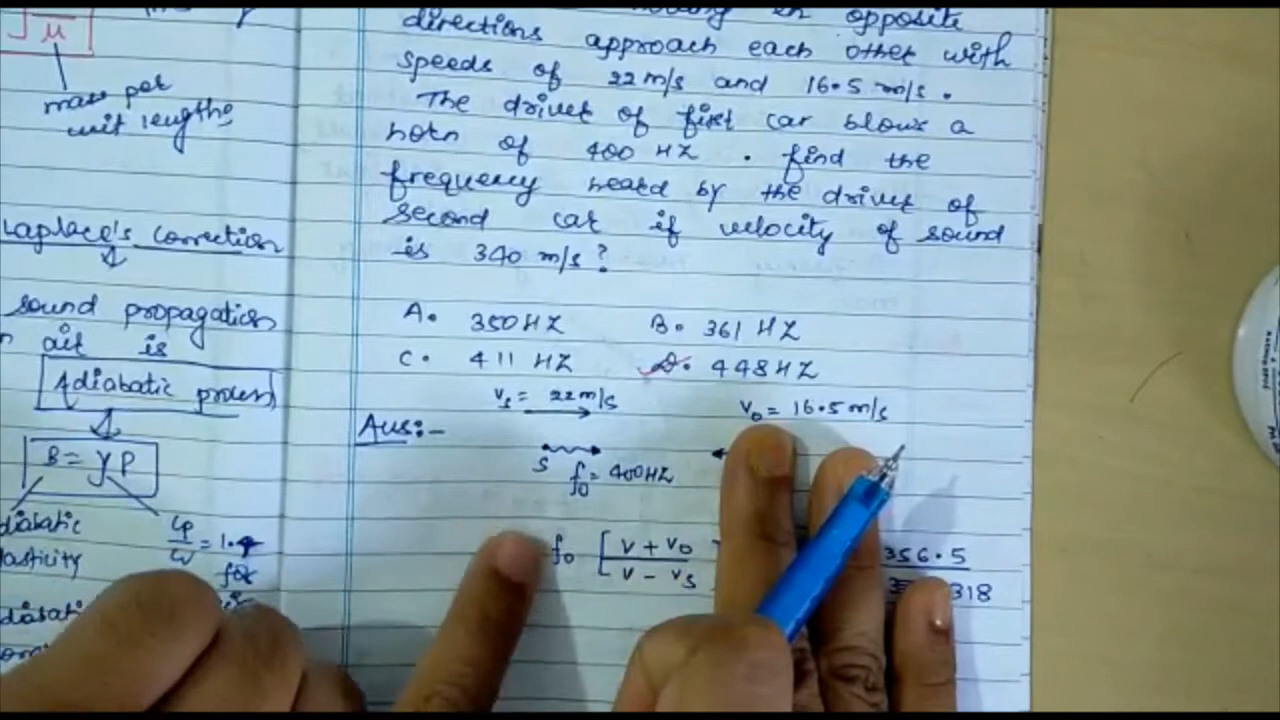 μ
mass per
unit lengths
Laplace's correction
sound propagation
air is
Adiabatic process
B = γP
Cp/Cv = 1.4
for
moving in opposite
directions approach each other with
speeds of 22 m/s and 16.5 m/s.
The driver of first car blows a
horn of 400 HZ. find the
frequency heard by the driver of
second car if velocity of sound
is 340 m/s?
A. 350 HZ B. 361 HZ
C. 411 HZ D. 448 HZ
Vs = 22 m/s Vo = 16.5 m/s
Ans:-
S f0 = 400 HZ
f0 [ V + Vo
V - Vs
356.5
318